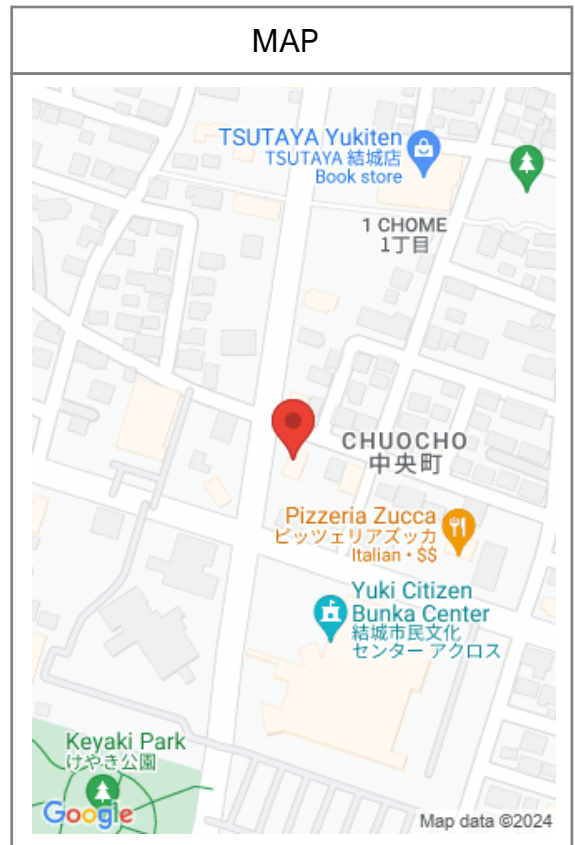 MAP
TSUTAYA Yukiten
TSUTAYA 結城店
Book store
1 CHOME
1丁目
CHUOCHO
中央町
Pizzeria Zucca
ピッツェリアズッカ
Italian • $$
Yuki Citizen
Bunka Center
結城市民文化
センター アクロス
Keyaki Park
けやき公園
Google
Map data ©2024